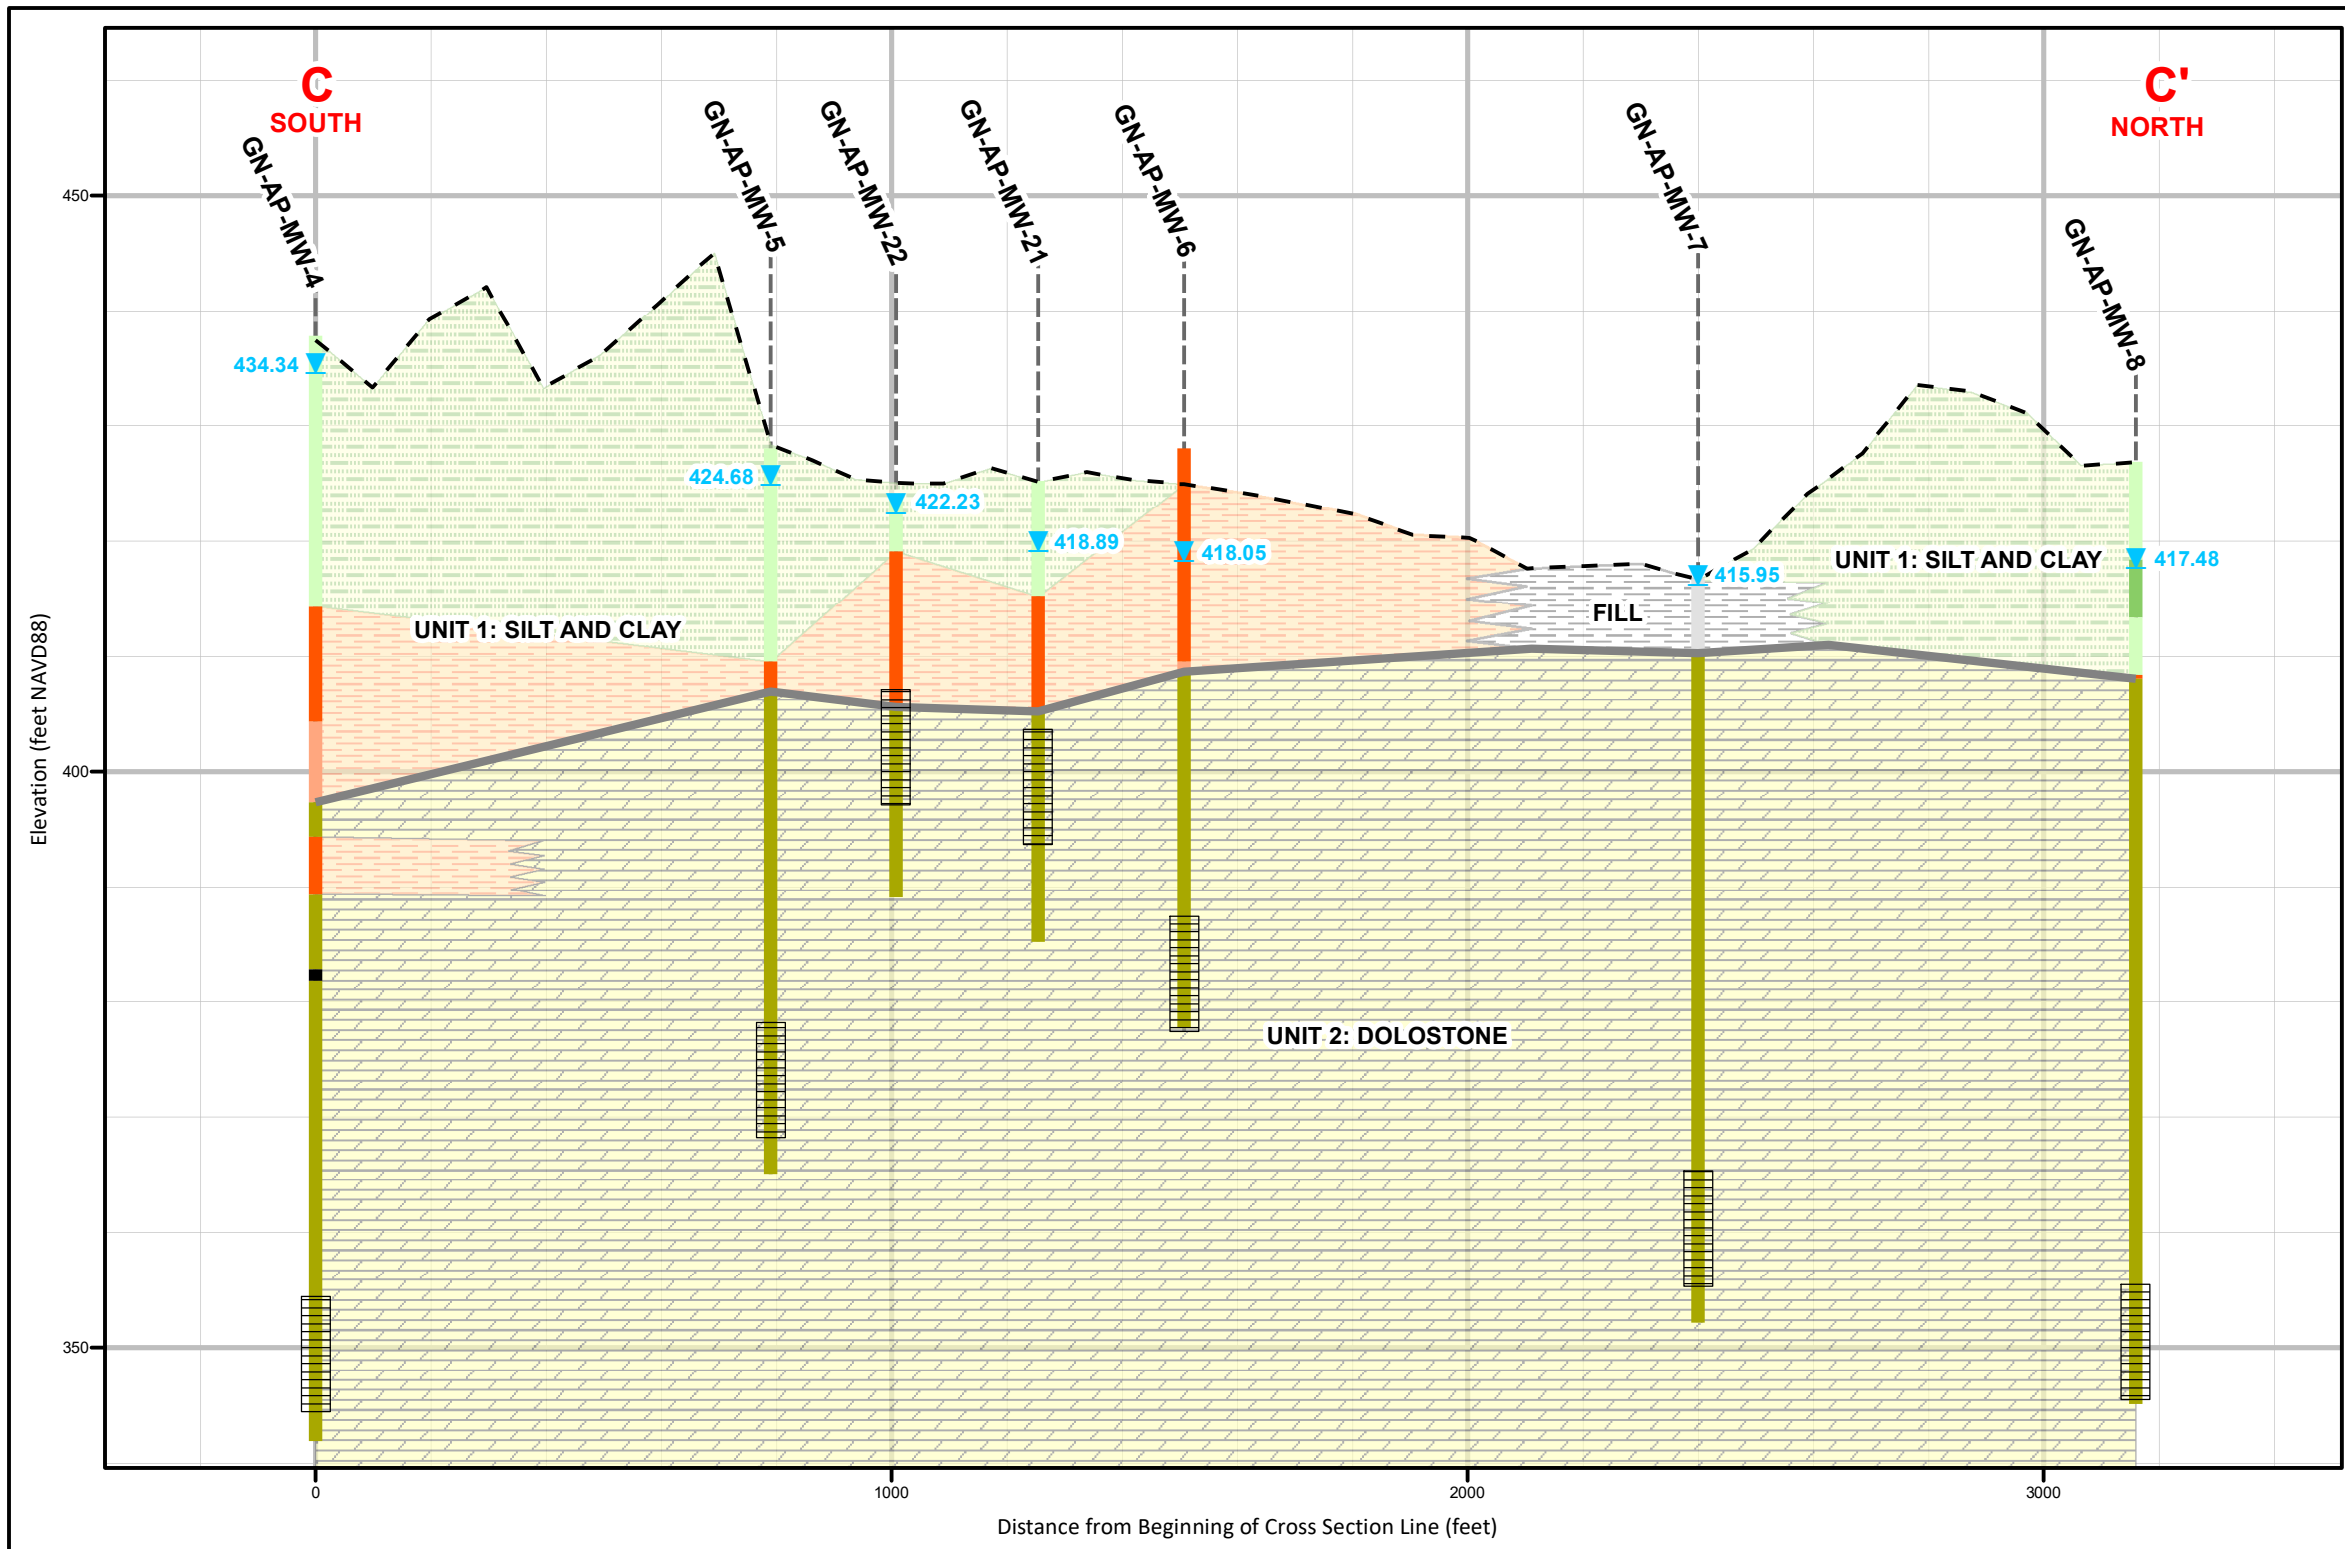 C
SOUTH
C'
NORTH
GN-AP-MW-4
GN-AP-MW-5
GN-AP-MW-22
GN-AP-MW-21
GN-AP-MW-6
GN-AP-MW-7
GN-AP-MW-8
450
400
350
Elevation (feet NAVD88)
434.34
424.68
422.23
418.89
418.05
415.95
417.48
UNIT 1: SILT AND CLAY
FILL
UNIT 1: SILT AND CLAY
UNIT 2: DOLOSTONE
0
1000
2000
3000
Distance from Beginning of Cross Section Line (feet)